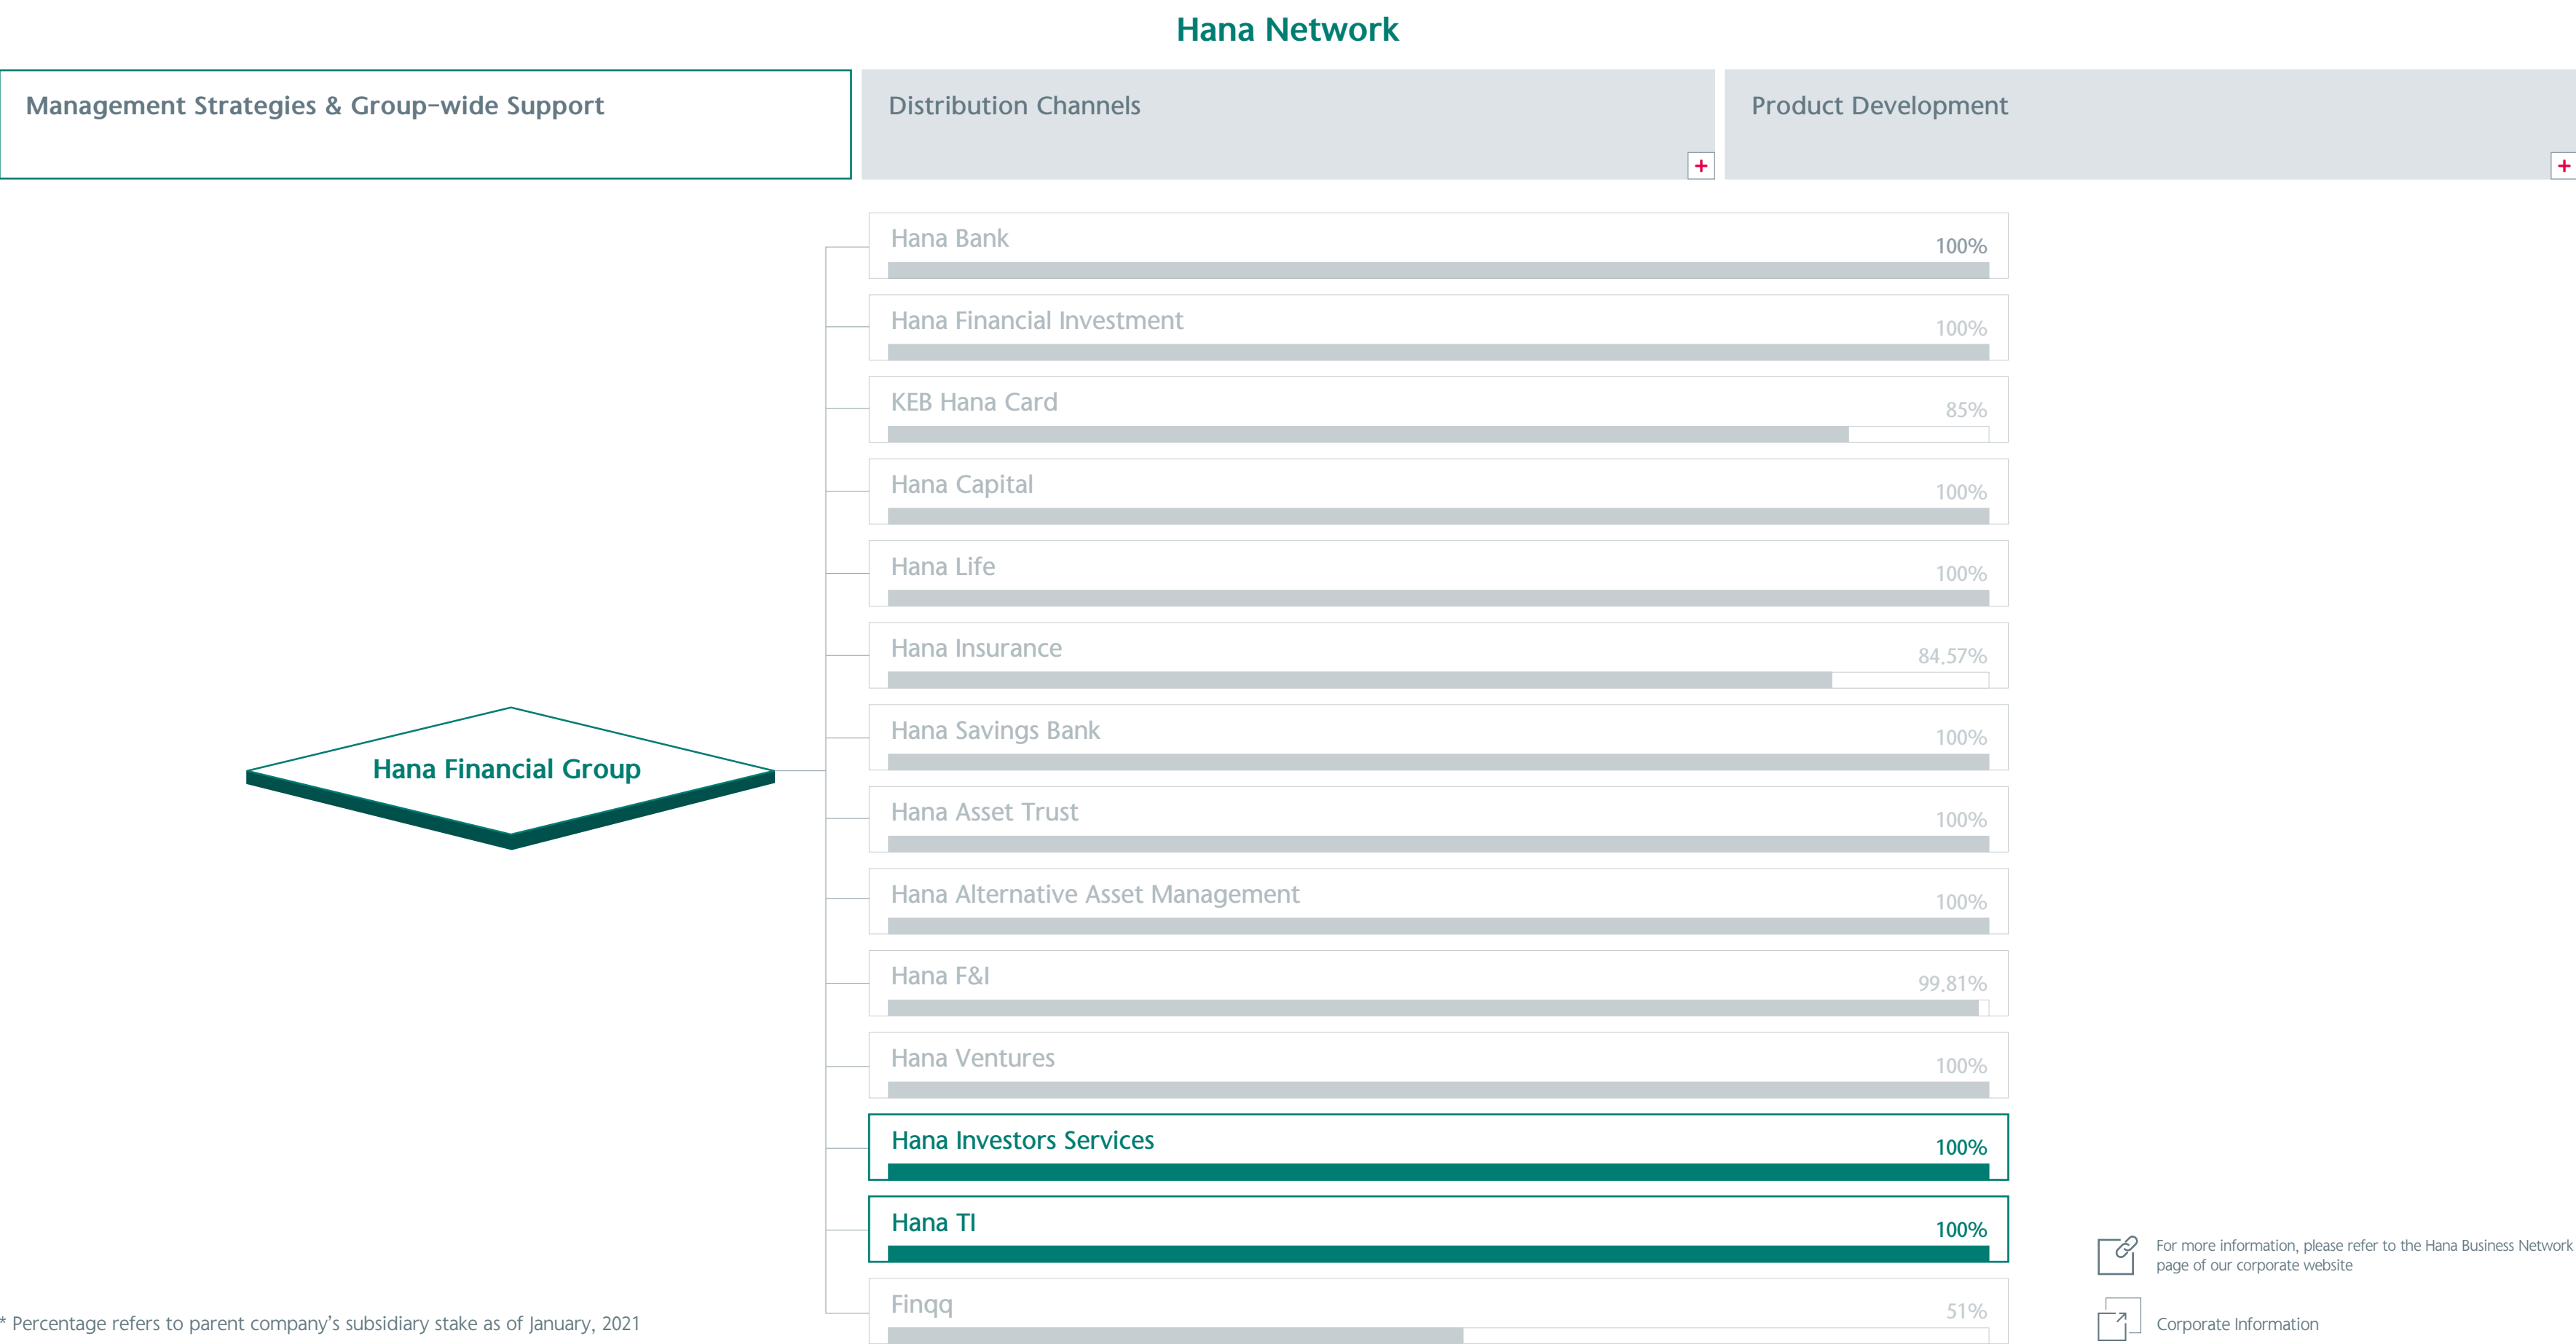 Hana Network
Management Strategies & Group-wide Support
Distribution Channels
+
Product Development
+
Hana Financial Group
Hana Bank
100%
Hana Financial Investment
100%
KEB Hana Card
85%
Hana Capital
100%
Hana Life
100%
Hana Insurance
84.57%
Hana Savings Bank
100%
Hana Asset Trust
100%
Hana Alternative Asset Management
100%
Hana F&I
99.81%
Hana Ventures
100%
Hana Investors Services
100%
Hana TI
100%
Finqq
51%
* Percentage refers to parent company's subsidiary stake as of January, 2021
For more information, please refer to the Hana Business Network
page of our corporate website
Corporate Information